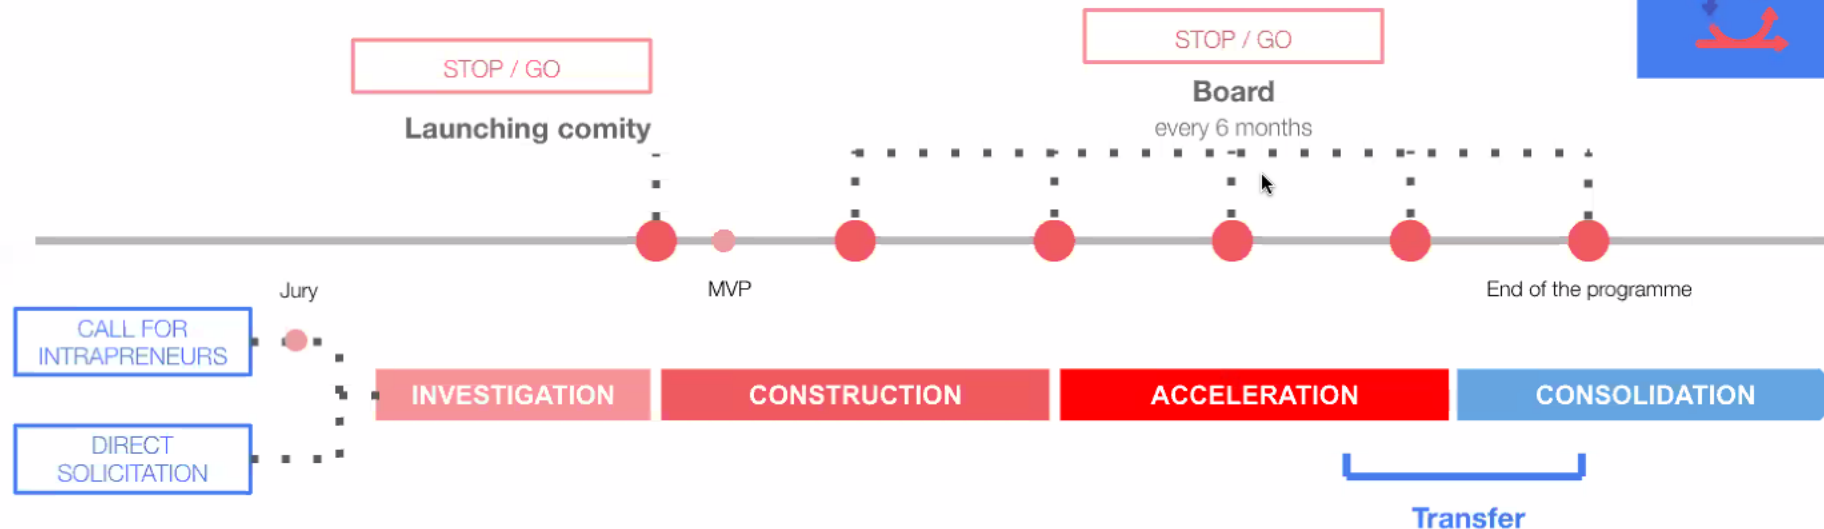 STOP / GO
Launching comity
STOP / GO
Board
every 6 months
Jury
MVP
End of the programme
CALL FOR
INTRAPRENEURS
DIRECT
SOLICITATION
INVESTIGATION
CONSTRUCTION
ACCELERATION
CONSOLIDATION
Transfer